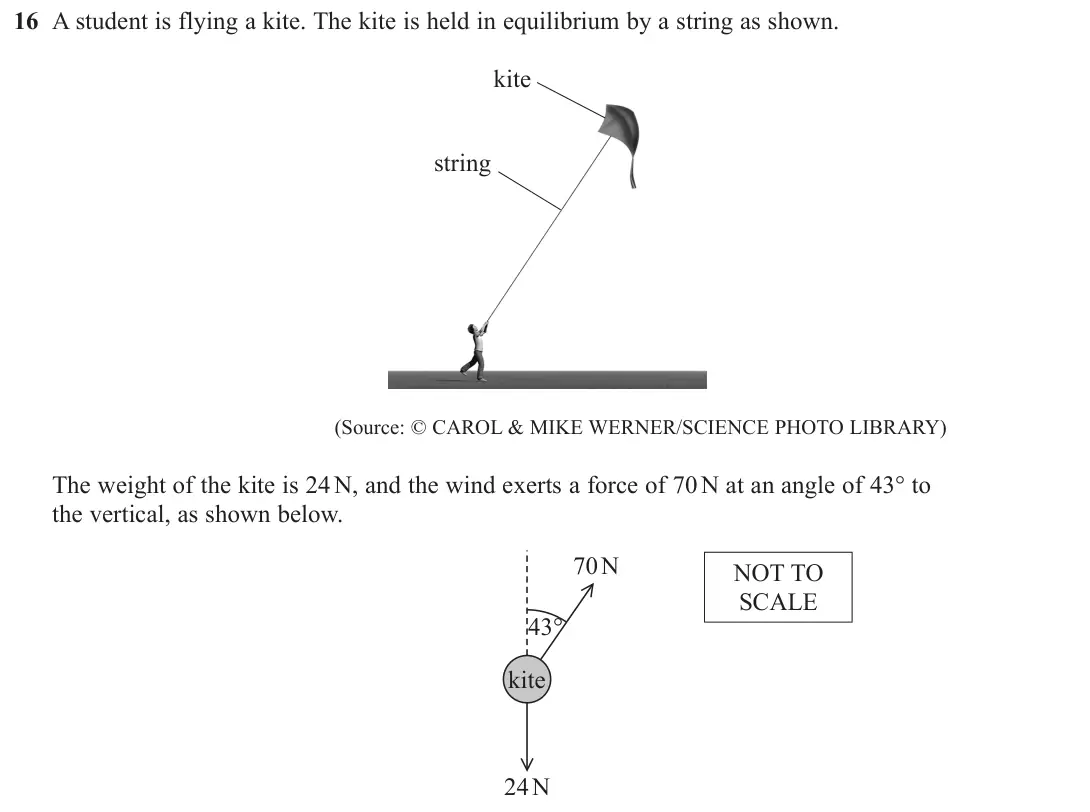 16 A student is flying a kite. The kite is held in equilibrium by a string as shown.
kite
string
(Source: © CAROL & MIKE WERNER/SCIENCE PHOTO LIBRARY)
The weight of the kite is 24 N, and the wind exerts a force of 70 N at an angle of 43° to
the vertical, as shown below.
70 N
NOT TO
SCALE
43°
kite
24 N